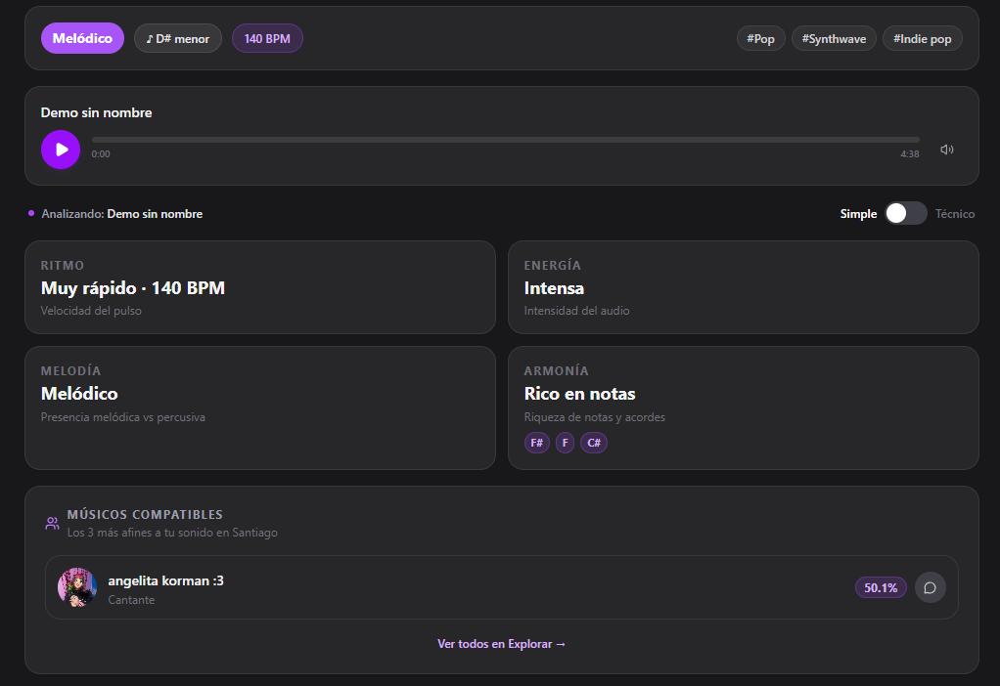 Melódico
♪ D# menor
140 BPM
#Pop
#Synthwave
#Indie pop
Demo sin nombre
0:00
4:38
Analizando: Demo sin nombre
Simple
Técnico
RITMO
Muy rápido · 140 BPM
Velocidad del pulso
ENERGÍA
Intensa
Intensidad del audio
MELODÍA
Melódico
Presencia melódica vs percusiva
ARMONÍA
Rico en notas
Riqueza de notas y acordes
F#
F
C#
MÚSICOS COMPATIBLES
Los 3 más afines a tu sonido en Santiago
angelita korman :3
Cantante
50.1%
Ver todos en Explorar →